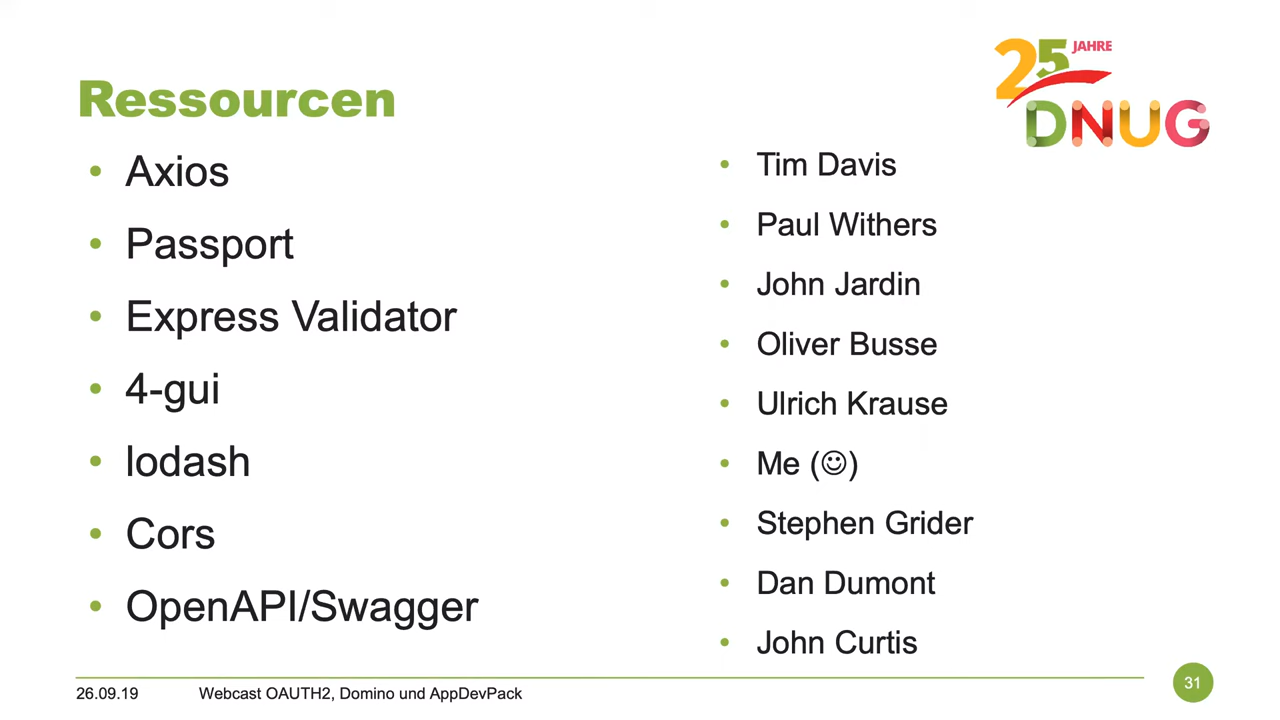 25 JAHRE
DNUG
Ressourcen
• Axios
• Passport
• Express Validator
• 4-gui
• lodash
• Cors
• OpenAPI/Swagger
• Tim Davis
• Paul Withers
• John Jardin
• Oliver Busse
• Ulrich Krause
• Me (☺)
• Stephen Grider
• Dan Dumont
• John Curtis
26.09.19
Webcast OAUTH2, Domino und AppDevPack
31